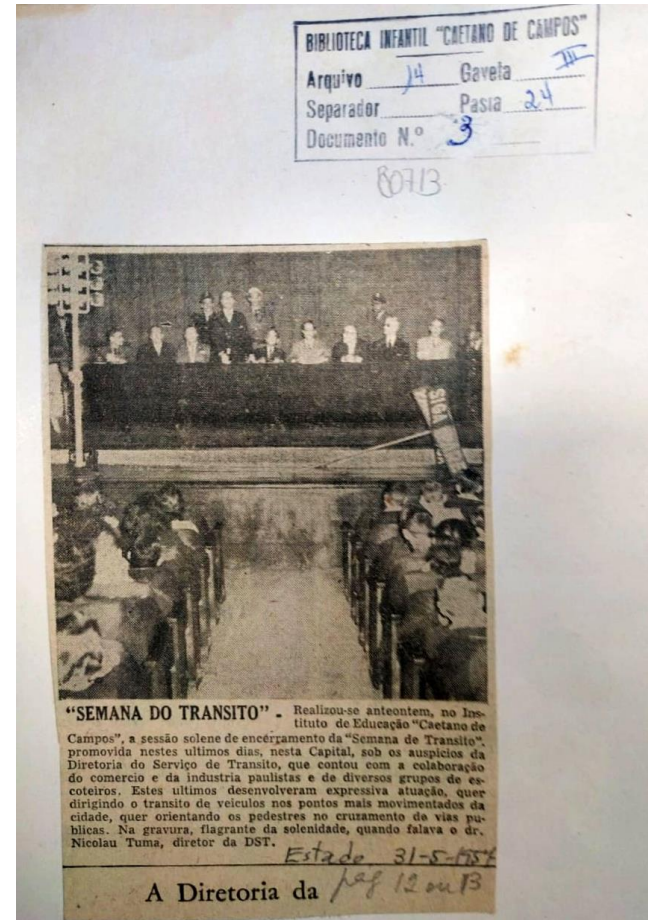 BIBLIOTECA INFANTIL "CAETANO DE CAMPOS"
Arquivo 14 Gaveta III
Separador Pasta 24
Documento N.º 3
80713
SIGA
"SEMANA DO TRANSITO" - Realizou-se anteontem, no Ins-
tituto de Educação "Caetano de
Campos", a sessão solene de encérgamento da "Semana de Transito",
promovida nestes ultimos dias, nesta Capital, sob os auspicios da
Diretoria do Serviço de Transito, que contou com a colaboração
do comercio e da industria paulistas e de diversos grupos de es-
coteiros. Estes ultimos desenvolveram expressiva atuação, quer
dirigindo o transito de veiculos nos pontos mais movimentados da
cidade, quer orientando os pedestres no cruzamento de vias pu-
blicas. Na gravura, flagrante da solenidade, quando falava o dr.
Nicolau Tuma, diretor da DST.
Estado 31-5-1957
A Diretoria da pag 12 ou 13